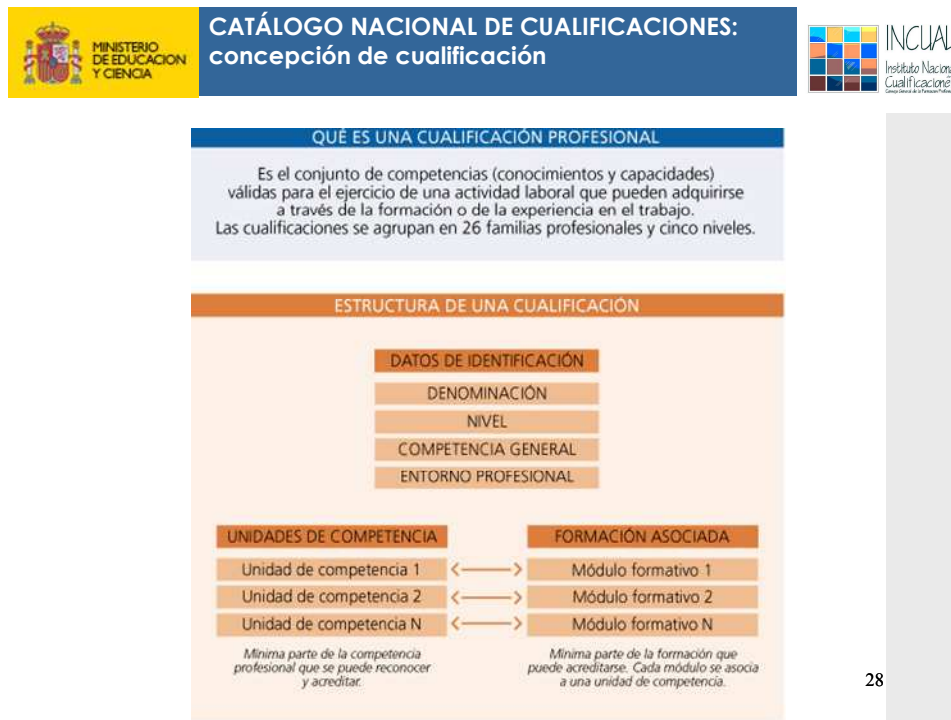 MINISTERIO
DE EDUCACION
Y CIENCIA
CATÁLOGO NACIONAL DE CUALIFICACIONES:
concepción de cualificación
INCUAL
Instituto Nacion
Cualificacione
QUÉ ES UNA CUALIFICACIÓN PROFESIONAL
Es el conjunto de competencias (conocimientos y capacidades)
válidas para el ejercicio de una actividad laboral que pueden adquirirse
a través de la formación o de la experiencia en el trabajo.
Las cualificaciones se agrupan en 26 familias profesionales y cinco niveles.
ESTRUCTURA DE UNA CUALIFICACIÓN
DATOS DE IDENTIFICACIÓN
DENOMINACIÓN
NIVEL
COMPETENCIA GENERAL
ENTORNO PROFESIONAL
UNIDADES DE COMPETENCIA
Unidad de competencia 1
Unidad de competencia 2
Unidad de competencia N
Mínima parte de la competencia
profesional que se puede reconocer
y acreditar.
FORMACIÓN ASOCIADA
Módulo formativo 1
Módulo formativo 2
Módulo formativo N
Mínima parte de la formación que
puede acreditarse. Cada módulo se asocia
a una unidad de competencia.
28